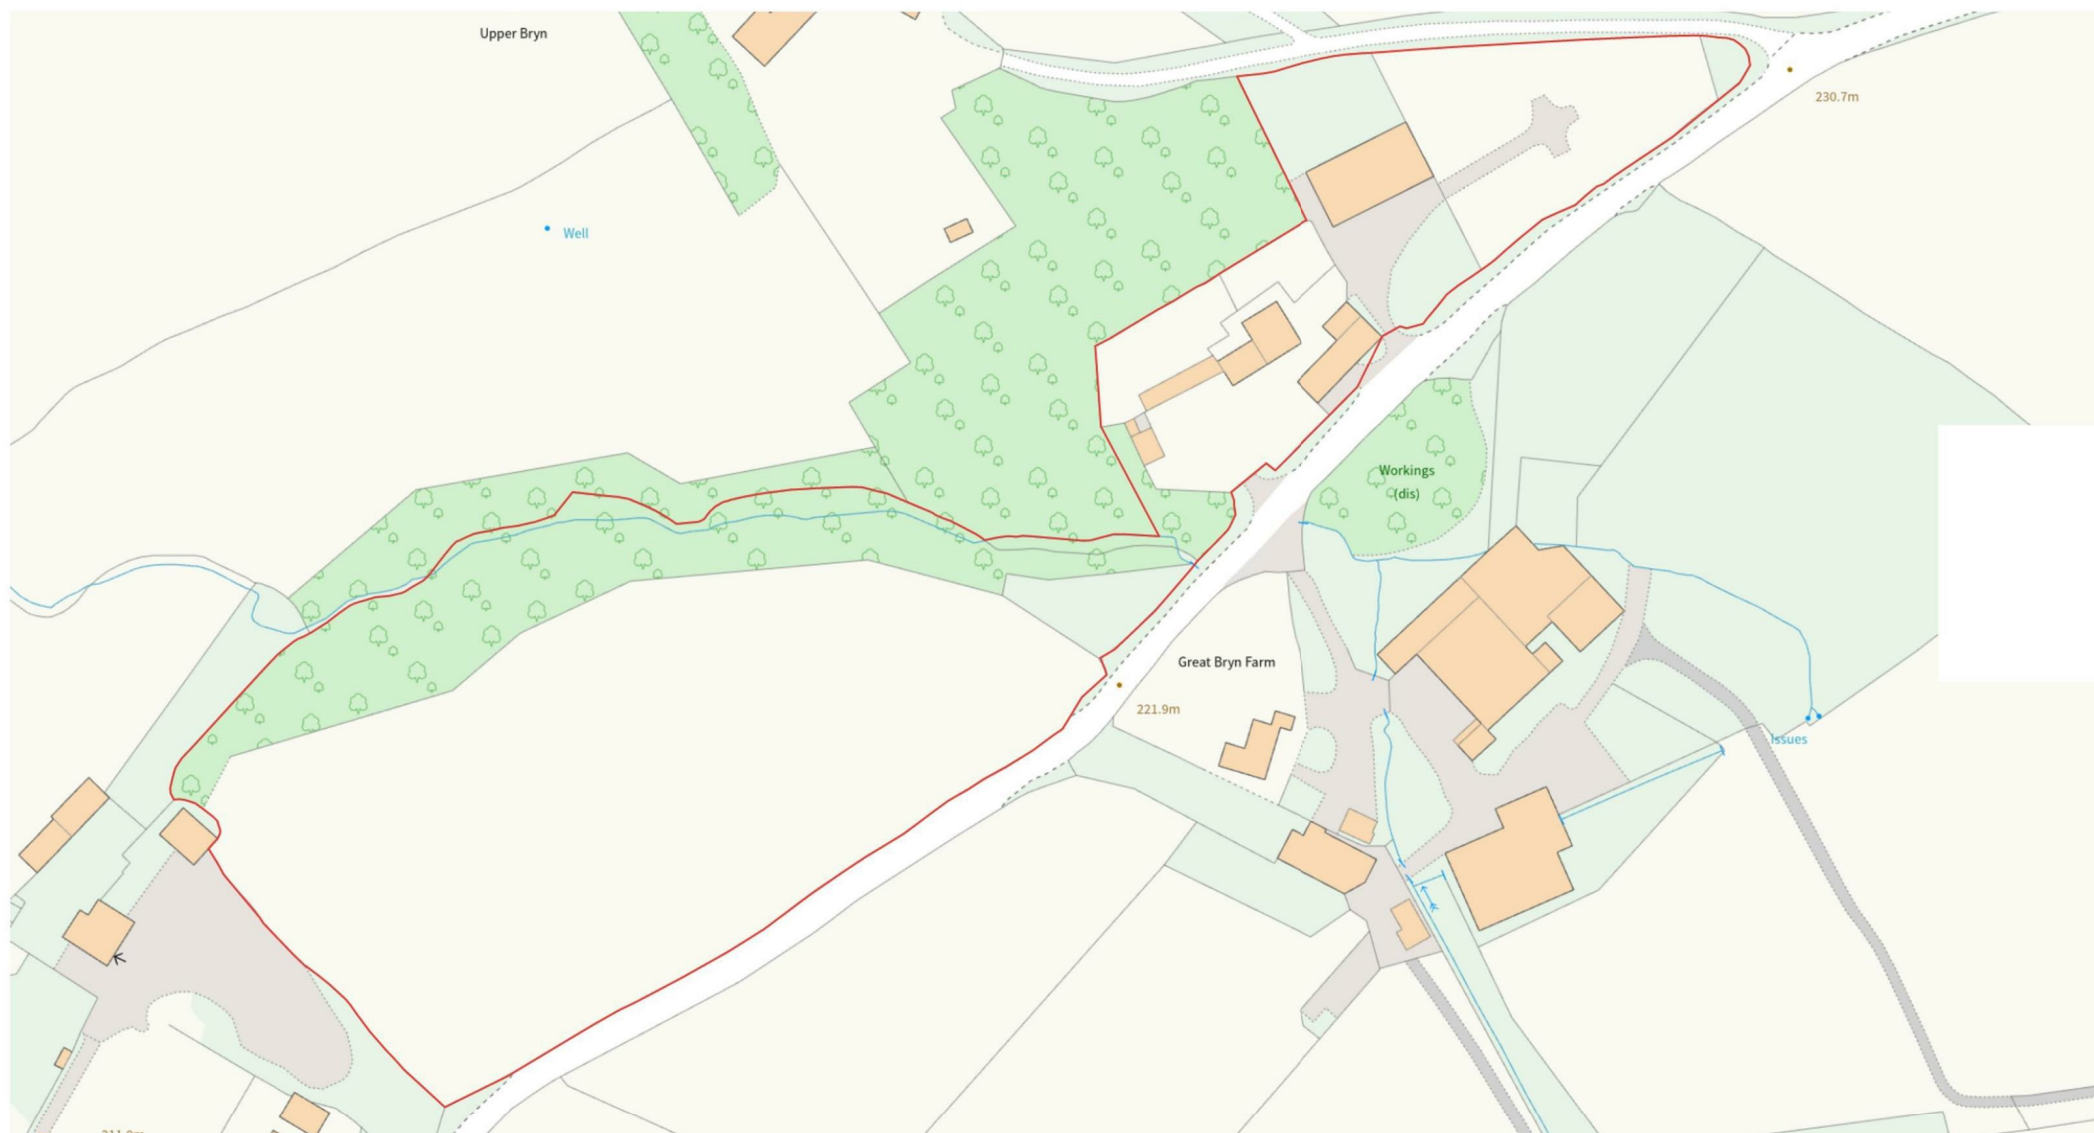 Upper Bryn
230.7m
Well
Workings
(dis)
Great Bryn Farm
221.9m
Issues